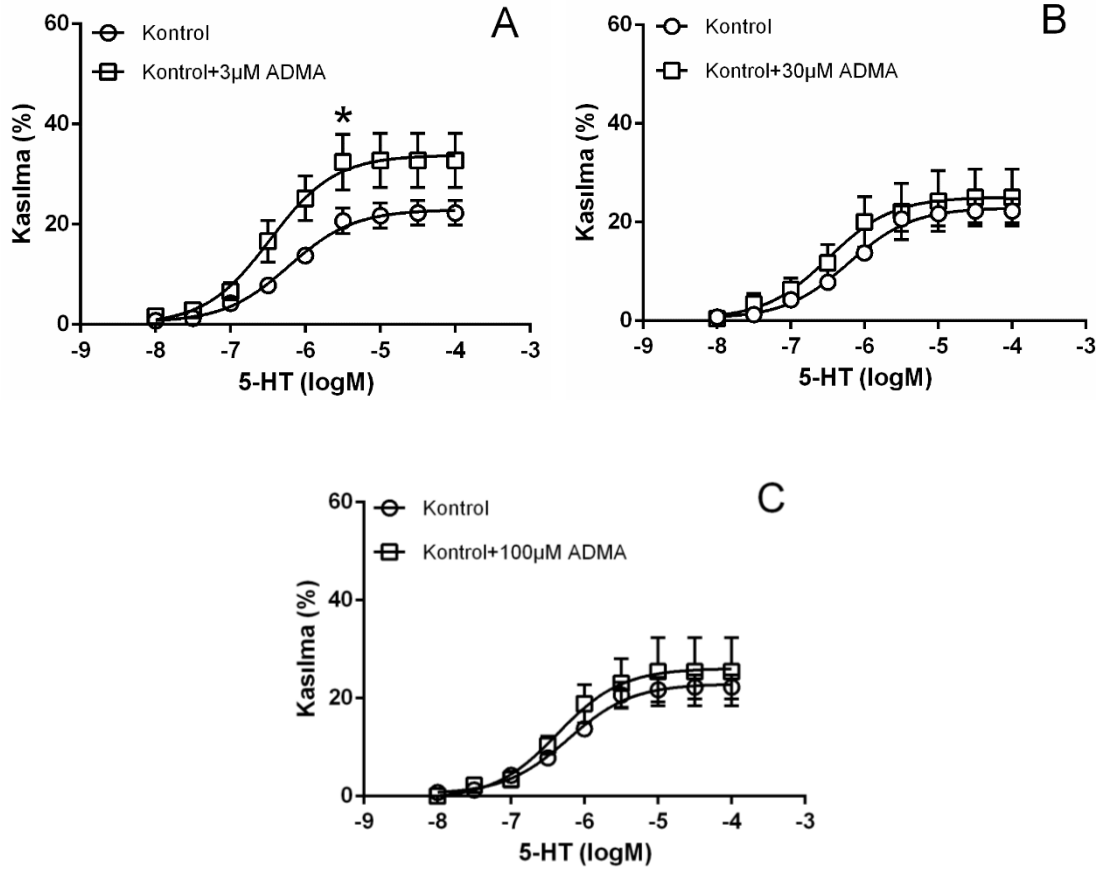 A
Kontrol
Kontrol+3µM ADMA
*
Kasılma (%)
60
40
20
0
-9 -8 -7 -6 -5 -4 -3
5-HT (logM)
B
Kontrol
Kontrol+30µM ADMA
Kasılma (%)
60
40
20
0
-9 -8 -7 -6 -5 -4 -3
5-HT (logM)
C
Kontrol
Kontrol+100µM ADMA
Kasılma (%)
60
40
20
0
-9 -8 -7 -6 -5 -4 -3
5-HT (logM)